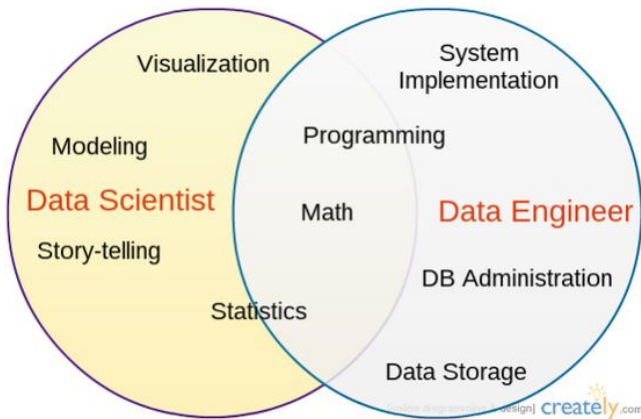 Visualization
System
Implementation
Programming
Modeling
Data Scientist
Math
Data Engineer
Story-telling
DB Administration
Statistics
Data Storage
design]
creately.com